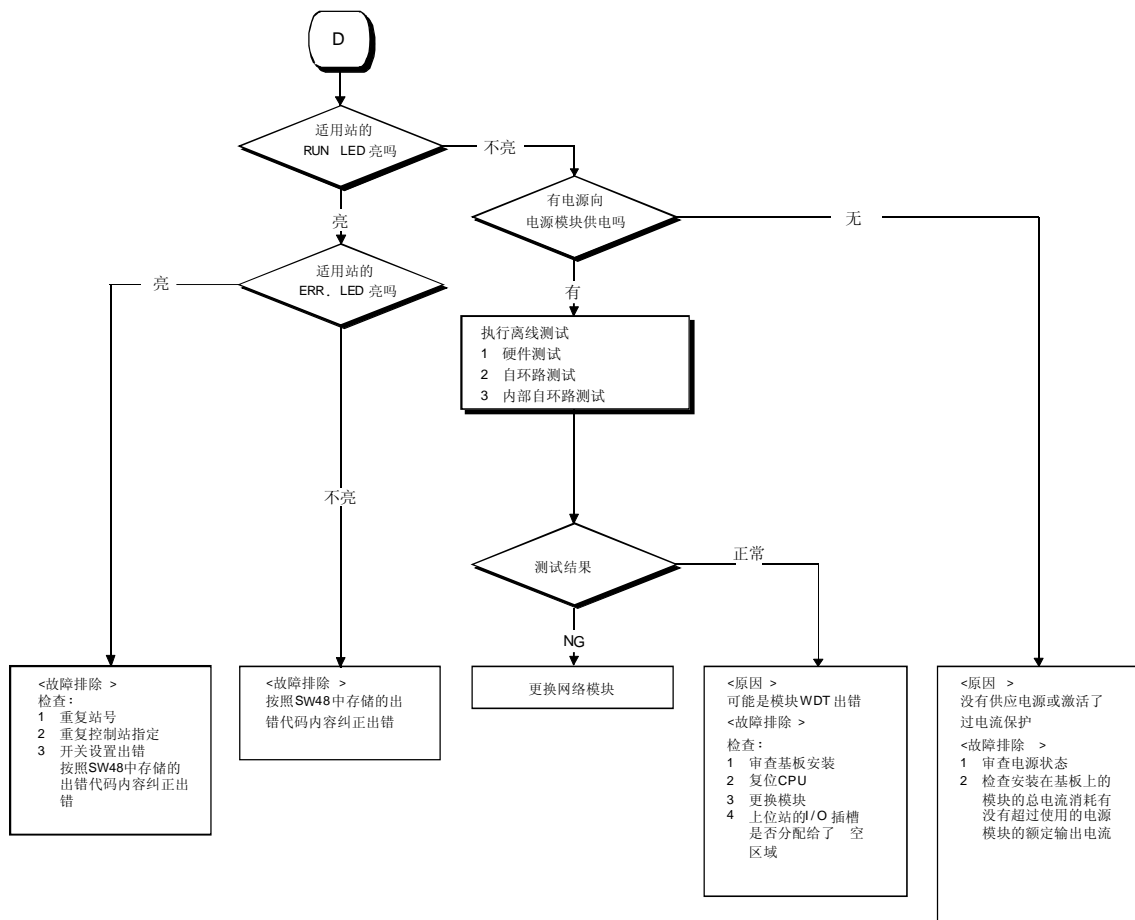 D
适用站的
RUN LED 亮吗
不亮
有电源向
电源模块供电吗
无
亮
适用站的
ERR. LED 亮吗
亮
有
执行离线测试
1 硬件测试
2 自环路测试
3 内部自环路测试
不亮
测试结果
正常
NG
<故障排除 >
检查:
1 重复站号
2 重复控制站指定
3 开关设置出错
按照SW48中存储的
出错代码内容纠正出
错
<故障排除 >
按照SW48中存储的出
错代码内容纠正出错
更换网络模块
<原因 >
可能是模块WDT 出错
<故障排除 >
检查:
1 审查基板安装
2 复位CPU
3 更换模块
4 上位站的I/O 插槽
是否分配给了 空
区域
<原因 >
没有供应电源或激活了
过电流保护
<故障排除 >
1 审查电源状态
2 检查安装在基板上的
模块的总电流消耗有
没有超过使用的电源
模块的额定输出电流